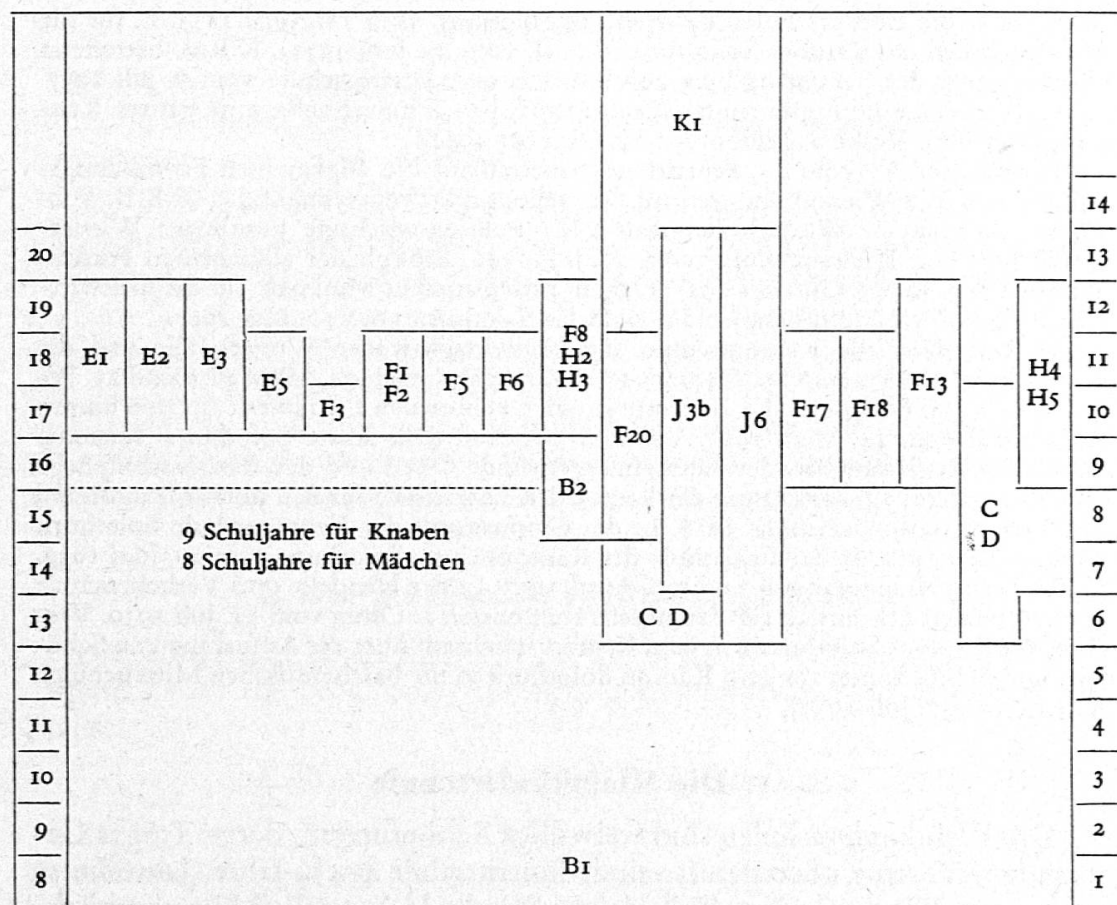 K1
14
20 13
19 F8 12
18 E1 E2 E3 E5 F1 F5 F6 H2 F13 H4 11
F3 F2 H3 H5
17 F20 J3b J6 F17 F18 10
16 B2 9
15 C 8
9 Schuljahre für Knaben D
14 8 Schuljahre für Mädchen 7
13 C D 6
12 5
11 4
10 3
9 2
8 B1 1